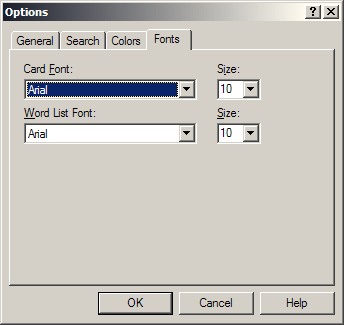 Options
General Search Colors Fonts
Card Font: Size:
Arial 10
Word List Font: Size:
Arial 10
OK Cancel Help